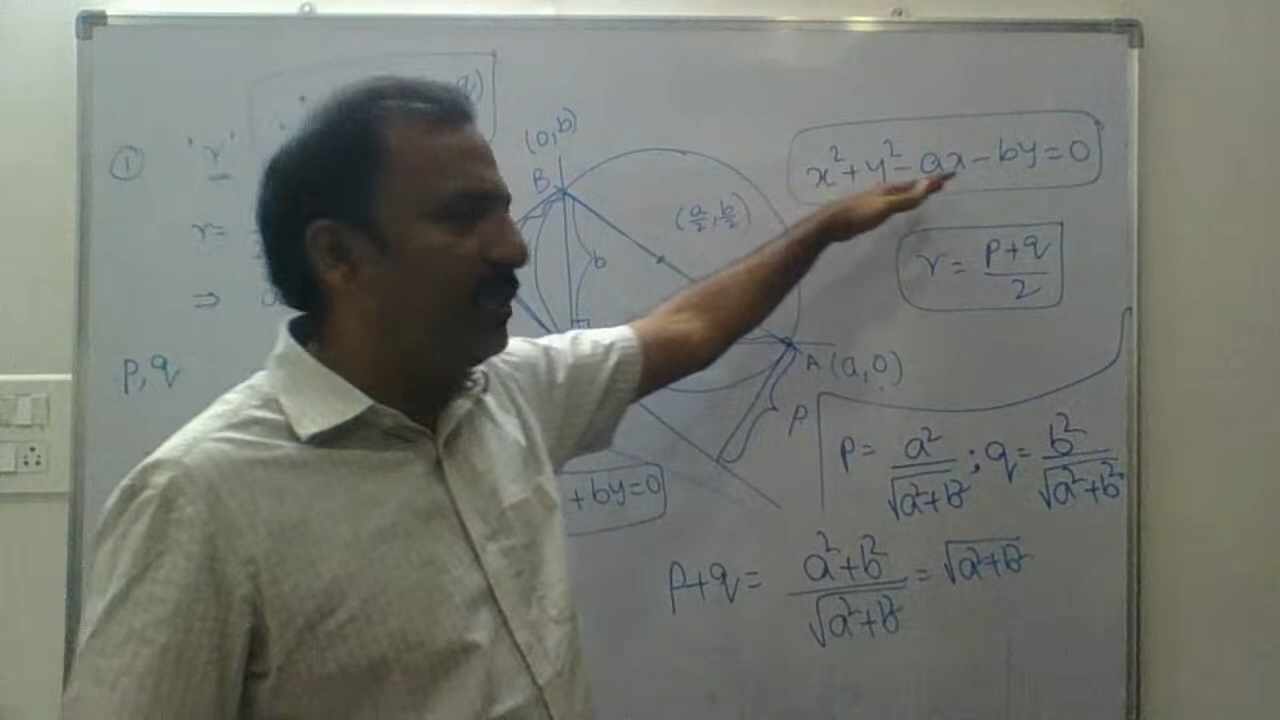 q)
① 'r'
r=
⇒
p,q
(0,b)
B
(a/2, b/2)
b
A (a,0)
p
+by=0
x²+y²-ax-by=0
r = (p+q)/2
p = a²/√(a²+b²) ; q = b²/√(a²+b²)
p+q = (a²+b²)/√(a²+b²) = √(a²+b²)